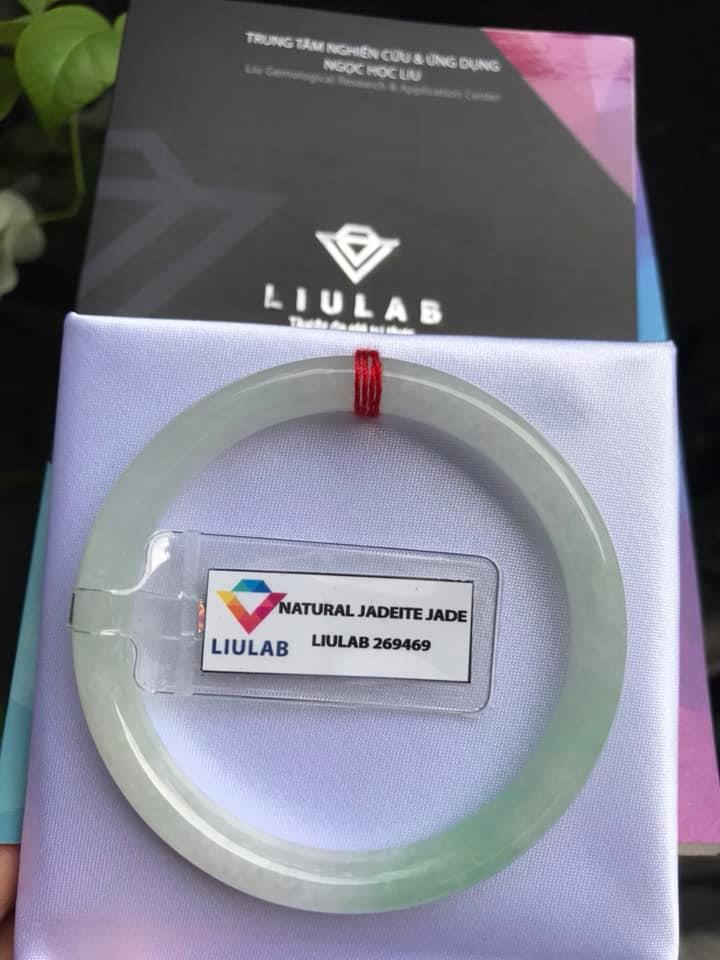 TRUNG TÂM NGHIÊN CỨU & ỨNG DỤNG
NGỌC HỌC LIU
Liu Gemological Research & Application Center
LIULAB
NATURAL JADEITE JADE
LIULAB 269469
LIULAB